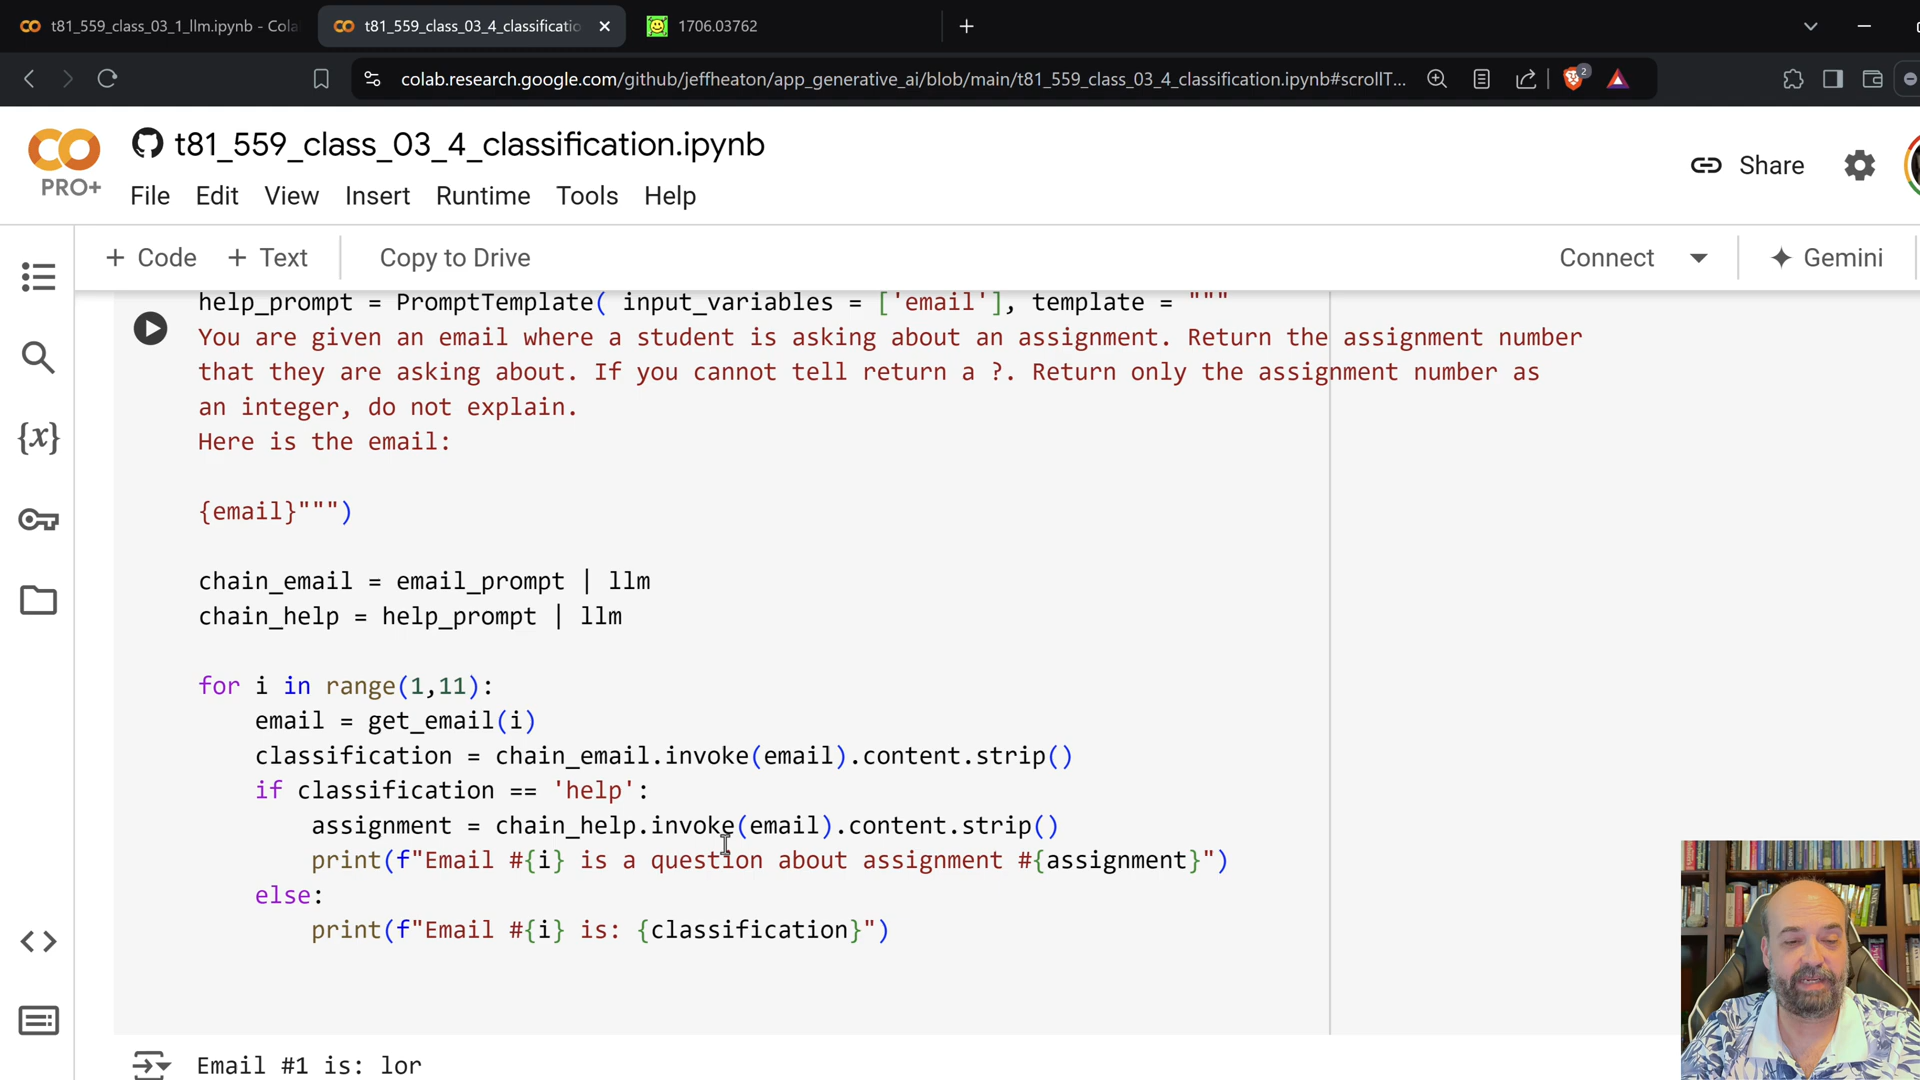 t81_559_class_03_1_llm.ipynb - Cola
t81_559_class_03_4_classificatio
1706.03762
colab.research.google.com/github/jeffheaton/app_generative_ai/blob/main/t81_559_class_03_4_classification.ipynb#scrollT...
2
PRO+
t81_559_class_03_4_classification.ipynb
File Edit View Insert Runtime Tools Help
Share
+ Code + Text Copy to Drive
Connect
Gemini
{x}
help_prompt = PromptTemplate( input_variables = ['email'], template = """
You are given an email where a student is asking about an assignment. Return the assignment number
that they are asking about. If you cannot tell return a ?. Return only the assignment number as
an integer, do not explain.
Here is the email:
{email}""")
chain_email = email_prompt | llm
chain_help = help_prompt | llm
for i in range(1,11):
email = get_email(i)
classification = chain_email.invoke(email).content.strip()
if classification == 'help':
assignment = chain_help.invoke(email).content.strip()
print(f"Email #{i} is a question about assignment #{assignment}")
else:
print(f"Email #{i} is: {classification}")
Email #1 is: lor